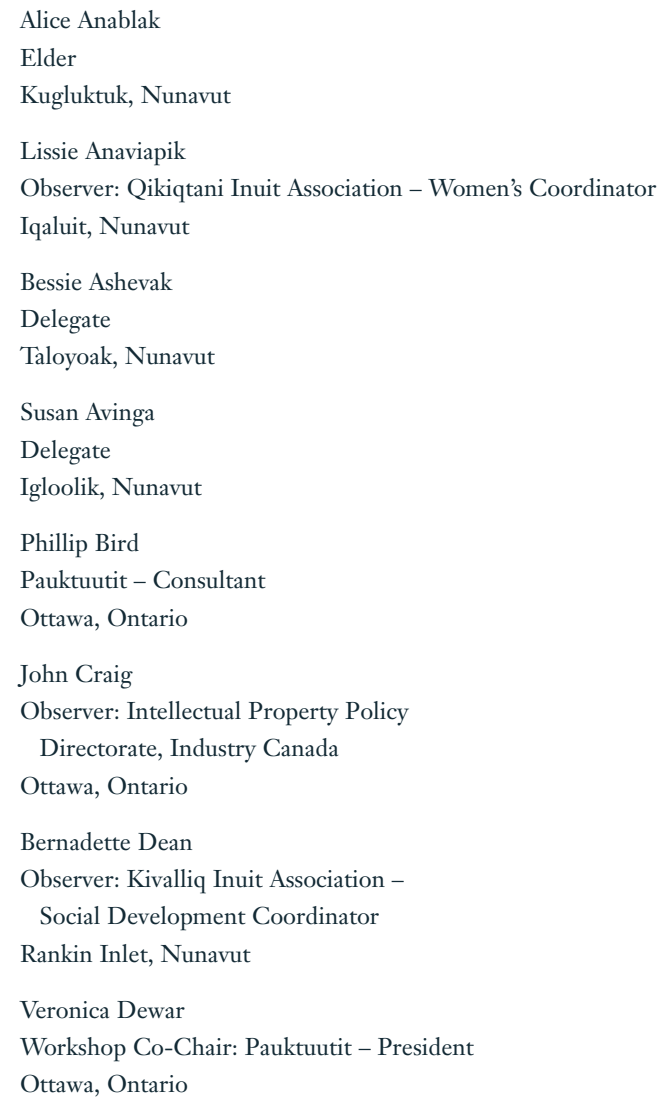 Alice Anablak
Elder
Kugluktuk, Nunavut
Lissie Anaviapik
Observer: Qikiqtani Inuit Association – Women’s Coordinator
Iqaluit, Nunavut
Bessie Ashevak
Delegate
Taloyoak, Nunavut
Susan Avinga
Delegate
Igloolik, Nunavut
Phillip Bird
Pauktuutit – Consultant
Ottawa, Ontario
John Craig
Observer: Intellectual Property Policy
Directorate, Industry Canada
Ottawa, Ontario
Bernadette Dean
Observer: Kivalliq Inuit Association –
Social Development Coordinator
Rankin Inlet, Nunavut
Veronica Dewar
Workshop Co-Chair: Pauktuutit – President
Ottawa, Ontario